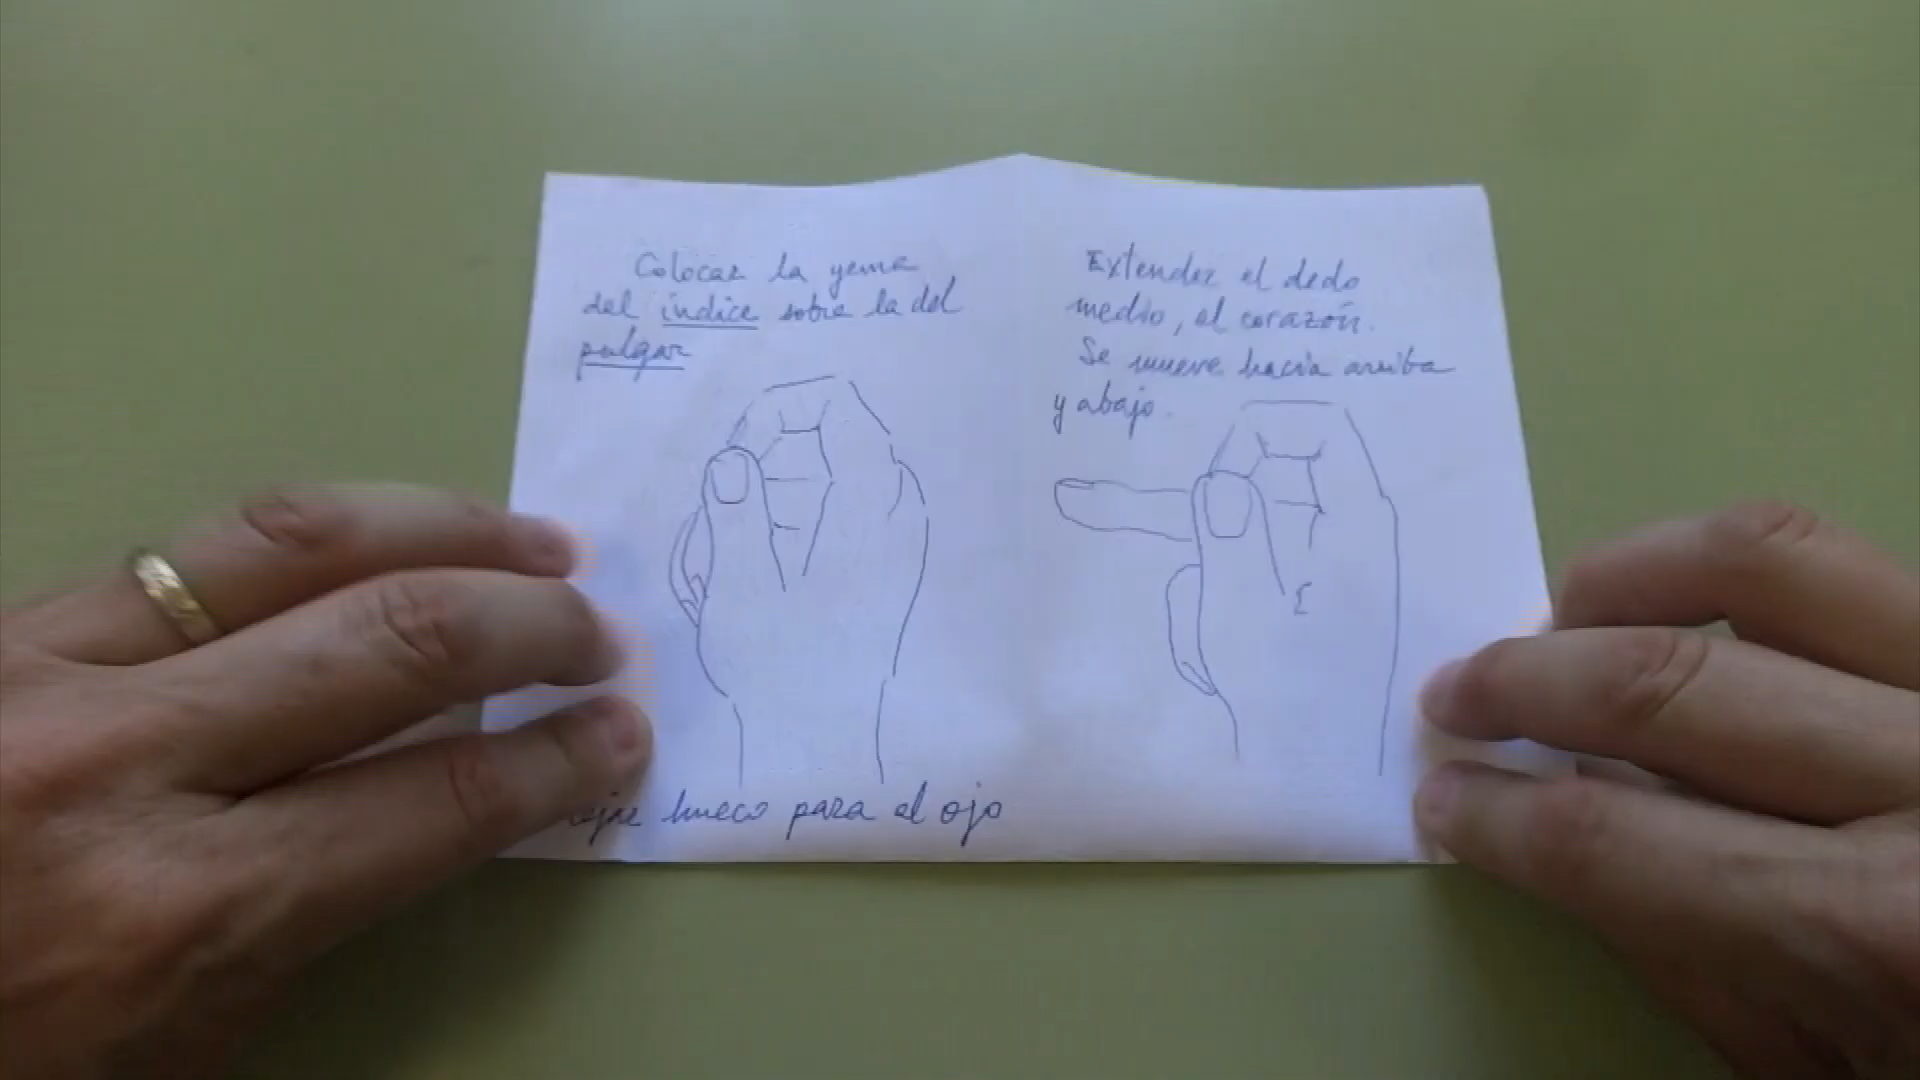 Colocar la yema
del índice sobre la del
pulgar
Extender el dedo
medio, el corazón.
Se mueve hacia arriba
y abajo.
hueco para el ojo